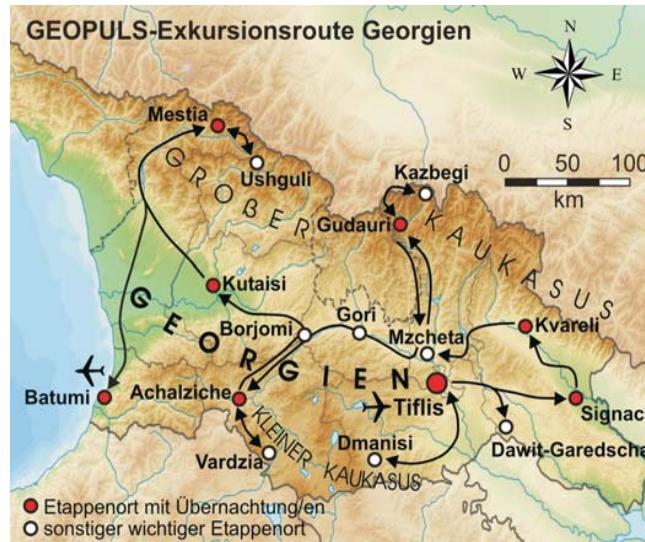 GEOPULS-Exkursionsroute Georgien
N
W E
S
Mestia
Ushguli
GROßER
KAUKASUS
Kazbegi
Gudauri
0 50 100
km
Kutaisi
GEORGIEN
Borjomi
Gori
Mzcheta
Kvareli
Batumi
Achalziche
Tiflis
Signac
KLEINER
KAUKASUS
Dmanisi
Dawit-Garedscha
Vardzia
Etappenort mit Übernachtung/en
sonstiger wichtiger Etappenort